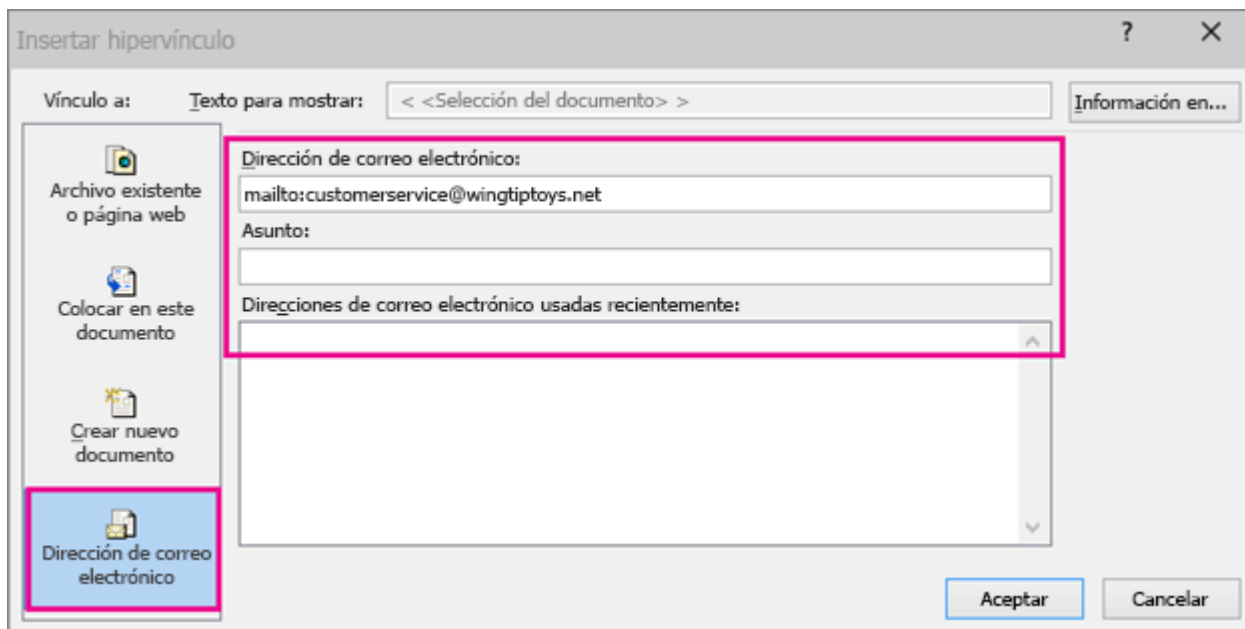 Insertar hipervínculo
? X
Vínculo a: Texto para mostrar: < <Selección del documento> > Información en...
Archivo existente
o página web
Colocar en este
documento
Crear nuevo
documento
Dirección de correo
electrónico
Dirección de correo electrónico:
mailto:customerservice@wingtiptoys.net
Asunto:
Direcciones de correo electrónico usadas recientemente:
Aceptar Cancelar